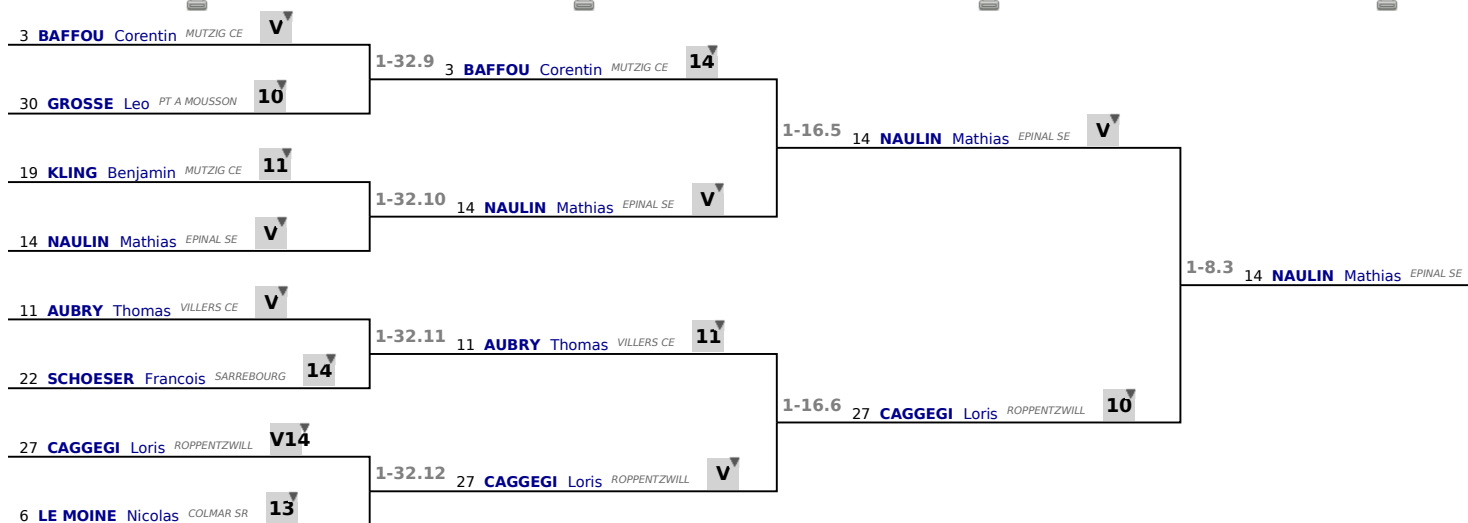 3 BAFFOU Corentin MUTZIG CE V
30 GROSSE Leo PT A MOUSSON 10
19 KLING Benjamin MUTZIG CE 11
14 NAULIN Mathias EPINAL SE V
11 AUBRY Thomas VILLERS CE V
22 SCHOESER Francois SARREBOURG 14
27 CAGGEGI Loris ROPPENTZWILL V14
6 LE MOINE Nicolas COLMAR SR 13
1-32.9 3 BAFFOU Corentin MUTZIG CE 14
1-32.10 14 NAULIN Mathias EPINAL SE V
1-32.11 11 AUBRY Thomas VILLERS CE 11
1-32.12 27 CAGGEGI Loris ROPPENTZWILL V
1-16.5 14 NAULIN Mathias EPINAL SE V
1-16.6 27 CAGGEGI Loris ROPPENTZWILL 10
1-8.3 14 NAULIN Mathias EPINAL SE